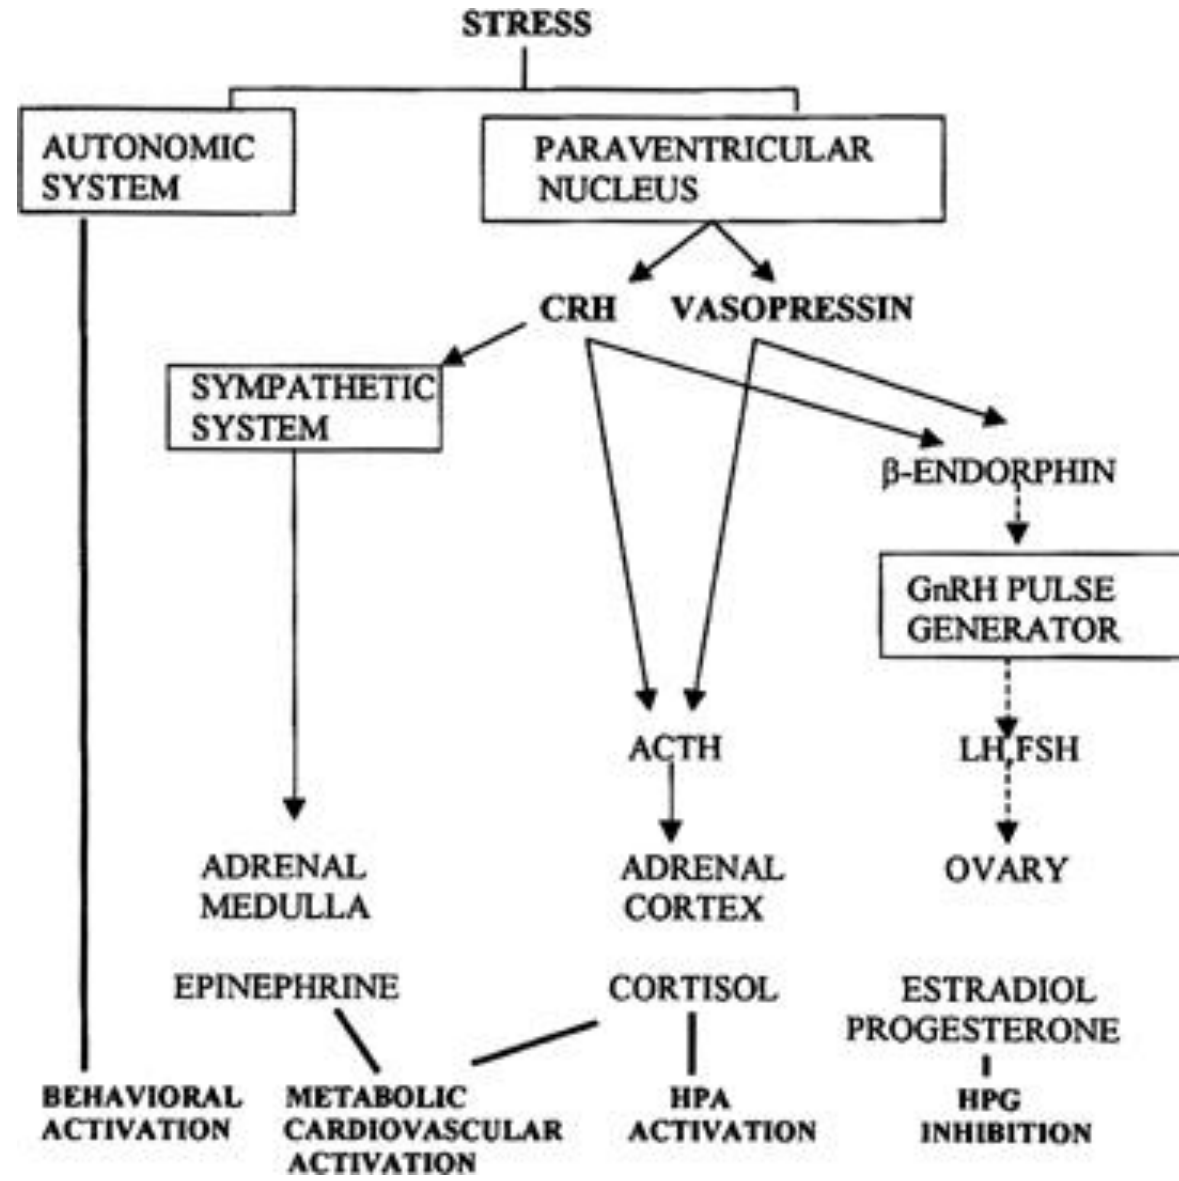 STRESS
AUTONOMIC
SYSTEM
PARAVENTRICULAR
NUCLEUS
CRH
VASOPRESSIN
SYMPATHETIC
SYSTEM
β-ENDORPHIN
GnRH PULSE
GENERATOR
ACTH
LH,FSH
ADRENAL
MEDULLA
ADRENAL
CORTEX
OVARY
EPINEPHRINE
CORTISOL
ESTRADIOL
PROGESTERONE
BEHAVIORAL
ACTIVATION
METABOLIC
CARDIOVASCULAR
ACTIVATION
HPA
ACTIVATION
HPG
INHIBITION